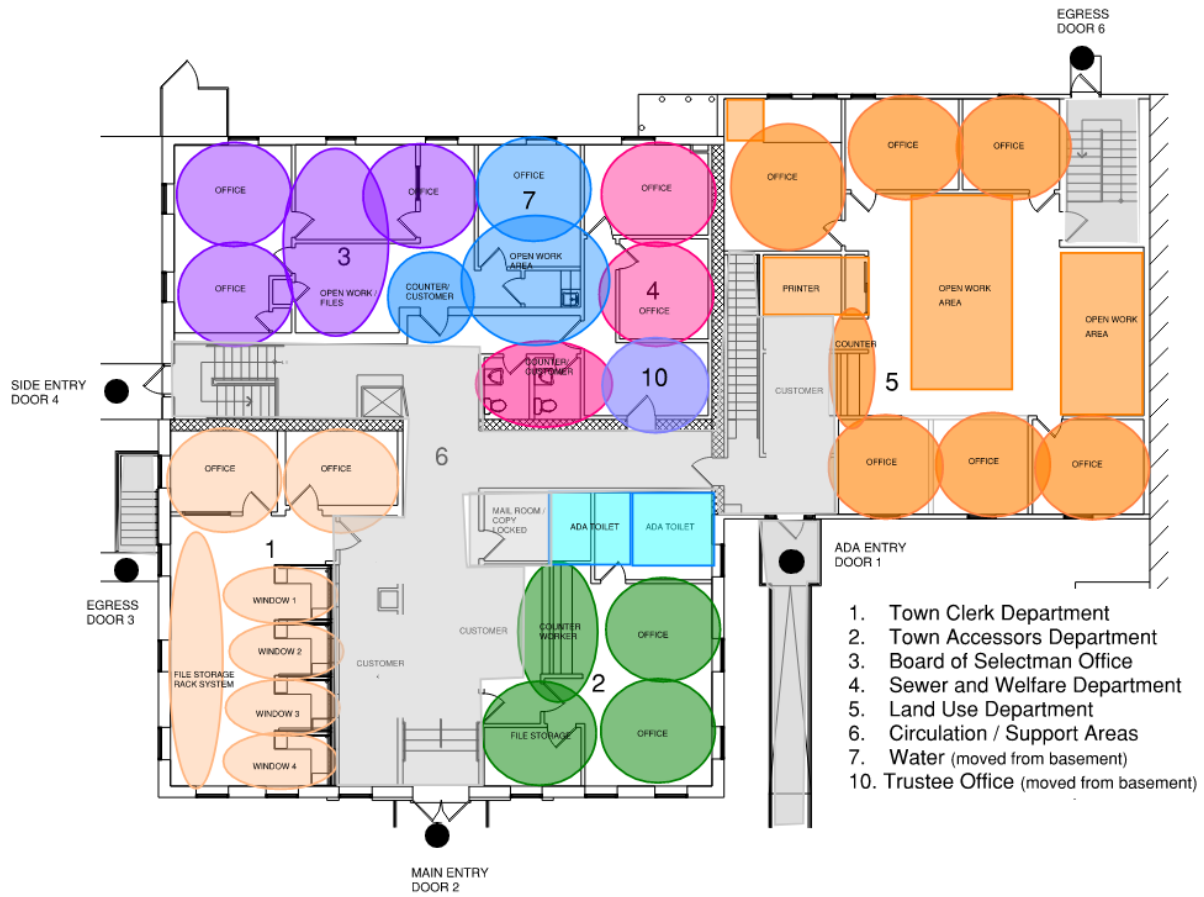 EGRESS
DOOR 6
OFFICE
OFFICE
OFFICE
OFFICE
7
OFFICE
OFFICE
OFFICE
OFFICE
3
OPEN WORK
AREA
OFFICE
OPEN WORK /
FILES
COUNTER/
CUSTOMER
4
OFFICE
PRINTER
OPEN WORK
AREA
OPEN WORK
AREA
COUNTER
SIDE ENTRY
DOOR 4
COUNTER/
CUSTOMER
10
CUSTOMER
5
6
OFFICE
OFFICE
OFFICE
OFFICE
OFFICE
MAIL ROOM /
COPY
LOCKED
ADA TOILET
ADA TOILET
1
ADA ENTRY
DOOR 1
EGRESS
DOOR 3
WINDOW 1
WINDOW 2
WINDOW 3
WINDOW 4
FILE STORAGE
RACK SYSTEM
CUSTOMER
CUSTOMER
COUNTER
WORKER
OFFICE
2
FILE STORAGE
OFFICE
1. Town Clerk Department
2. Town Accessors Department
3. Board of Selectman Office
4. Sewer and Welfare Department
5. Land Use Department
6. Circulation / Support Areas
7. Water (moved from basement)
10. Trustee Office (moved from basement)
MAIN ENTRY
DOOR 2